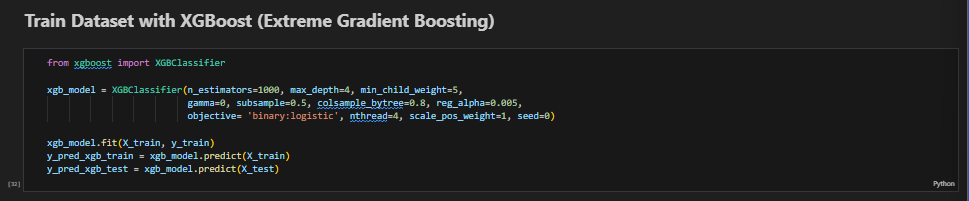 Train Dataset with XGBoost (Extreme Gradient Boosting)
from xgboost import XGBClassifier
xgb_model = XGBClassifier(n_estimators=1000, max_depth=4, min_child_weight=5,
gamma=0, subsample=0.5, colsample_bytree=0.8, reg_alpha=0.005,
objective= 'binary:logistic', nthread=4, scale_pos_weight=1, seed=0)
xgb_model.fit(X_train, y_train)
y_pred_xgb_train = xgb_model.predict(X_train)
y_pred_xgb_test = xgb_model.predict(X_test)
[32]
Python